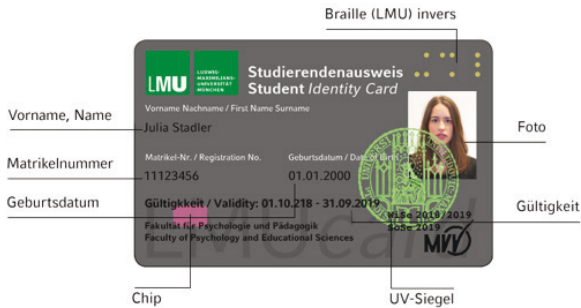 Braille (LMU) invers
LMU
LUDWIG-
MAXIMILIANS-
UNIVERSITÄT
MÜNCHEN
Studierendenausweis
Student Identity Card
Vorname Nachname / First Name Surname
Vorname, Name
Julia Stadler
Foto
Matrikelnummer
Matrikel-Nr. / Registration No.
Geburtsdatum / Date of Birth
11123456
01.01.2000
Geburtsdatum
Gültigkkeit / Validity: 01.10.218 - 31.09.2019
Gültigkeit
WiSe 2018/2019
Fakultät für Psychologie und Pädagogik
SoSe 2019
Faculty of Psychology and Educational Sciences
LMUcard
MVV
Chip
UV-Siegel